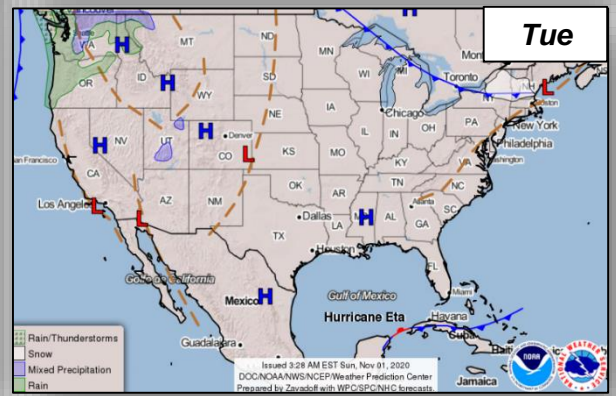 Tue
Vancouver
Seattle
WA
MT
ND
MN
OR
ID
WY
SD
WI
MI
Toronto
NY
NH
Boston
NE
IA
Chicago
IL
IN
OH
PA
New York
Philadelphia
Washington
San Francisco
NV
UT
CO
Denver
KS
MO
KY
VA
CA
Los Angeles
AZ
NM
OK
AR
TN
NC
SC
Dallas
TX
LA
MS
AL
Atlanta
GA
Houston
FL
Miami
H
H
H
H
H
H
L
L
L
L
Golfo de California
Mexico
Gulf of Mexico
Hurricane Eta
Havana
Cuba
Guadalajara
Jamaica
Rain/Thunderstorms
Snow
Mixed Precipitation
Rain
Issued 3:28 AM EST Sun, Nov 01, 2020
DOC/NOAA/NWS/NCEP/Weather Prediction Center
Prepared by Zavadoff with WPC/SPC/NHC forecasts.
NOAA